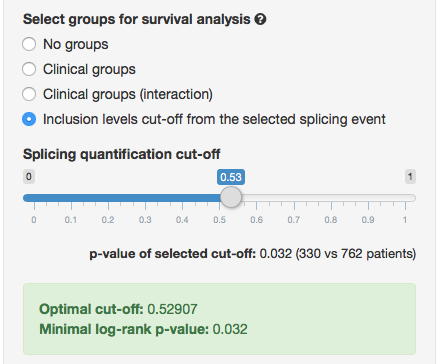 Select groups for survival analysis ?
No groups
Clinical groups
Clinical groups (interaction)
Inclusion levels cut-off from the selected splicing event
Splicing quantification cut-off
0 0.53 1
0 0.1 0.2 0.3 0.4 0.5 0.6 0.7 0.8 0.9 1
p-value of selected cut-off: 0.032 (330 vs 762 patients)
Optimal cut-off: 0.52907
Minimal log-rank p-value: 0.032